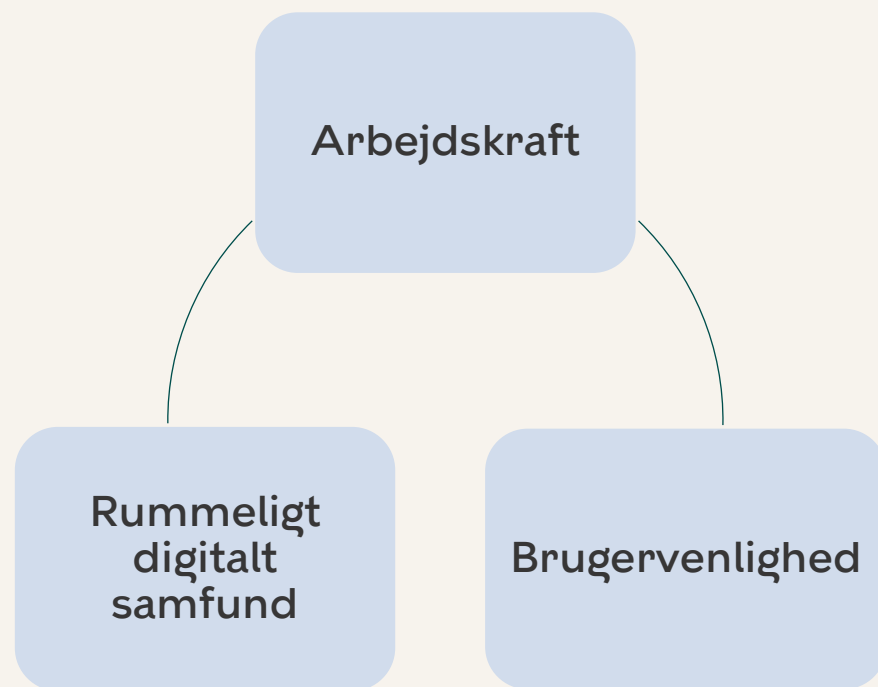 Arbejdskraft
Rummeligt
digitalt
samfund
Brugervenlighed